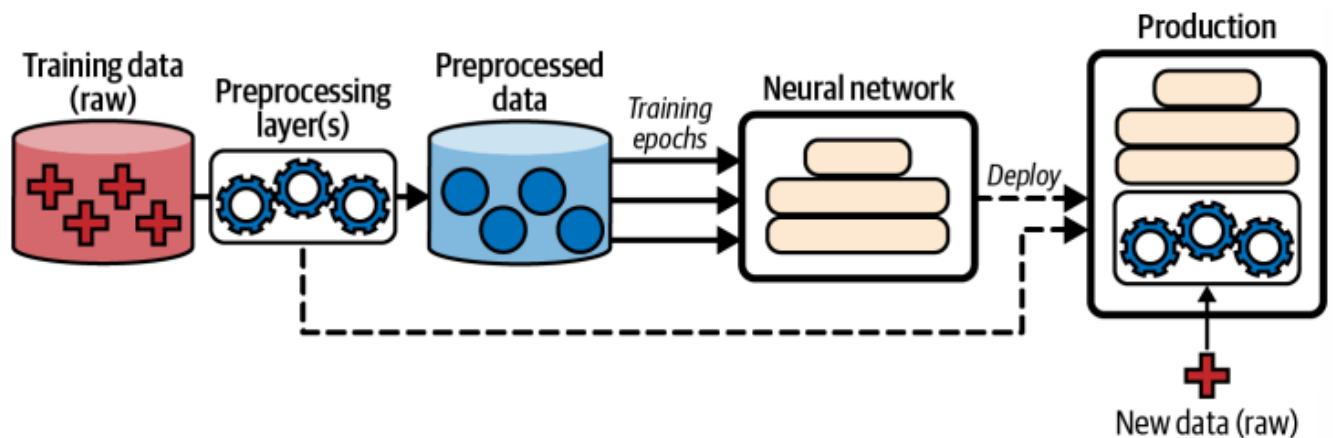 Training data
(raw)
Preprocessing
layer(s)
Preprocessed
data
Training
epochs
Neural network
Deploy
Production
New data (raw)